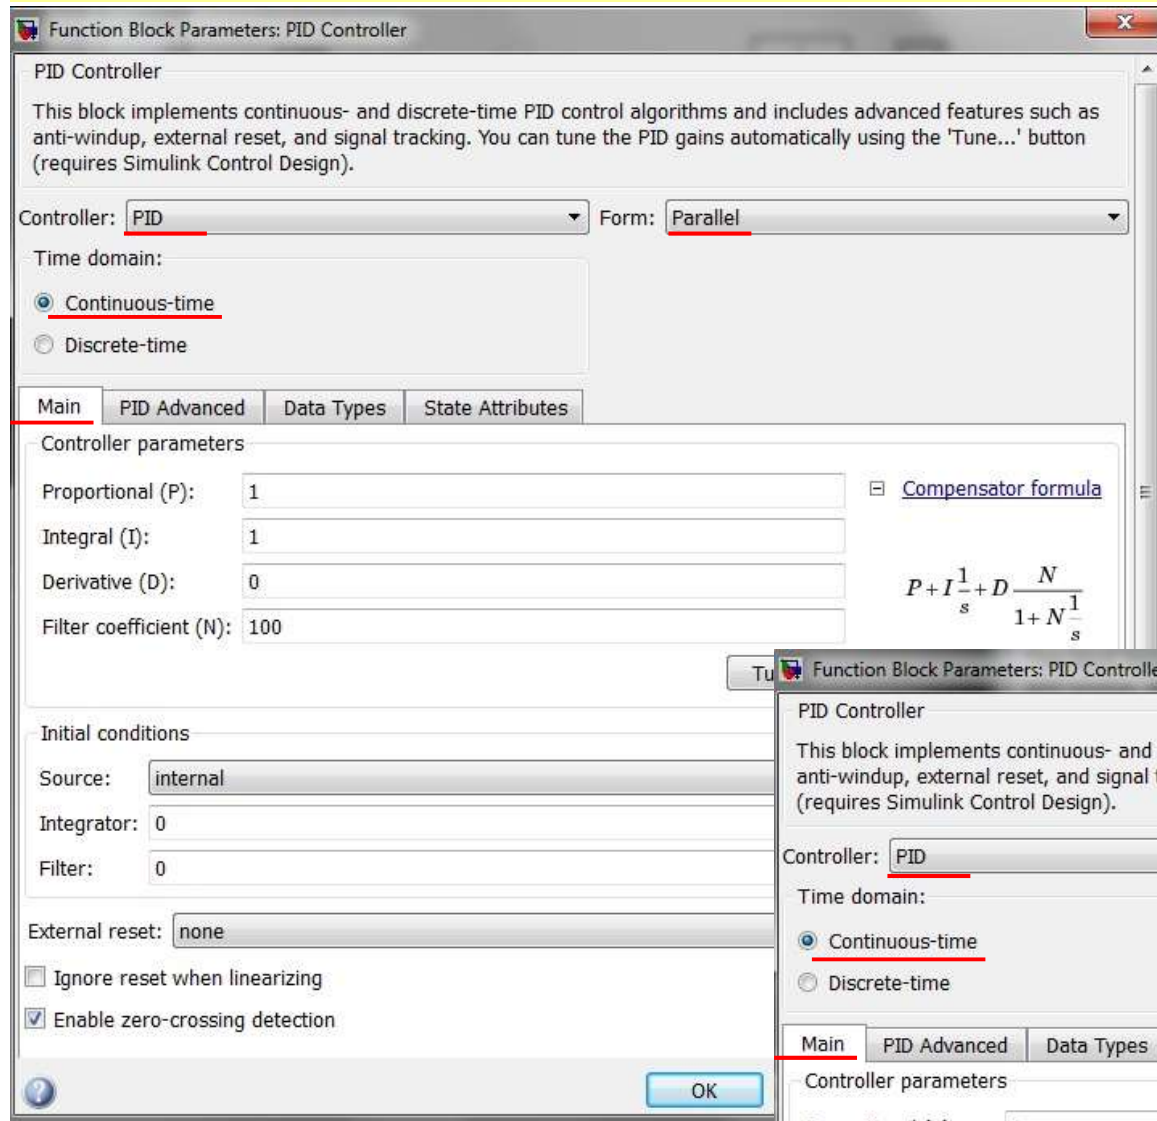 Function Block Parameters: PID Controller
PID Controller
This block implements continuous- and discrete-time PID control algorithms and includes advanced features such as
anti-windup, external reset, and signal tracking. You can tune the PID gains automatically using the 'Tune...' button
(requires Simulink Control Design).
Controller: PID Form: Parallel
Time domain:
Continuous-time
Discrete-time
Main PID Advanced Data Types State Attributes
Controller parameters
Proportional (P): 1 Compensator formula
Integral (I): 1
Derivative (D): 0
P+I 1/s +D N/(1+N 1/s)
Filter coefficient (N): 100
Tu
Initial conditions
Source: internal
Integrator: 0
Filter: 0
External reset: none
Ignore reset when linearizing
Enable zero-crossing detection
OK
Function Block Parameters: PID Controlle
PID Controller
This block implements continuous- and
anti-windup, external reset, and signal
(requires Simulink Control Design).
Controller: PID
Time domain:
Continuous-time
Discrete-time
Main PID Advanced Data Types
Controller parameters